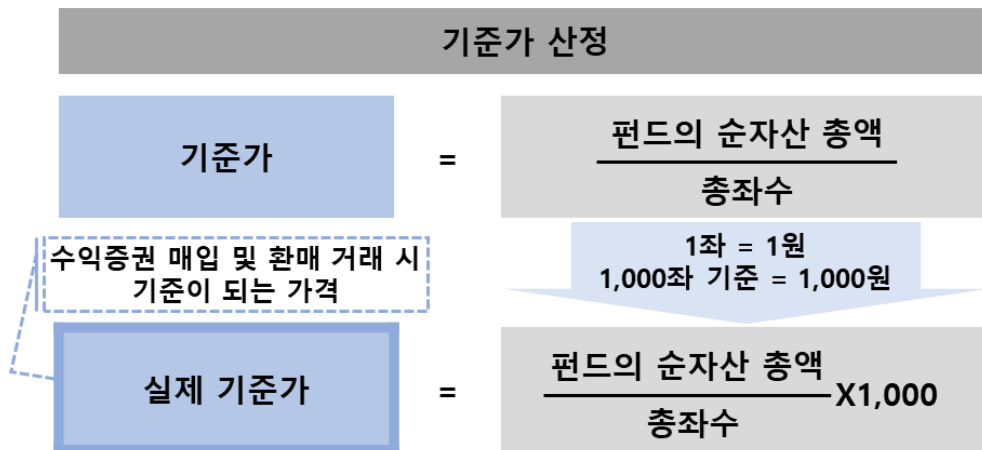 기준가 산정
기준가
=
펀드의 순자산 총액
총좌수
수익증권 매입 및 환매 거래 시
기준이 되는 가격
1좌 = 1원
1,000좌 기준 = 1,000원
실제 기준가
=
펀드의 순자산 총액
총좌수
X1,000